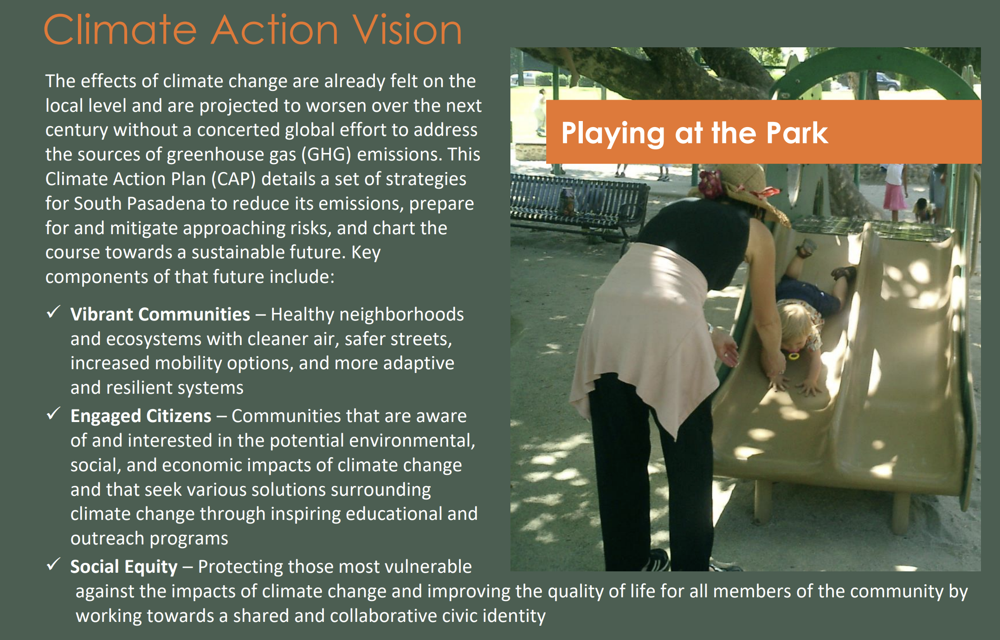 Climate Action Vision
The effects of climate change are already felt on the
local level and are projected to worsen over the next
century without a concerted global effort to address
the sources of greenhouse gas (GHG) emissions. This
Climate Action Plan (CAP) details a set of strategies
for South Pasadena to reduce its emissions, prepare
for and mitigate approaching risks, and chart the
course towards a sustainable future. Key
components of that future include:
✓ Vibrant Communities – Healthy neighborhoods
and ecosystems with cleaner air, safer streets,
increased mobility options, and more adaptive
and resilient systems
✓ Engaged Citizens – Communities that are aware
of and interested in the potential environmental,
social, and economic impacts of climate change
and that seek various solutions surrounding
climate change through inspiring educational and
outreach programs
✓ Social Equity – Protecting those most vulnerable
against the impacts of climate change and improving the quality of life for all members of the community by
working towards a shared and collaborative civic identity
Playing at the Park